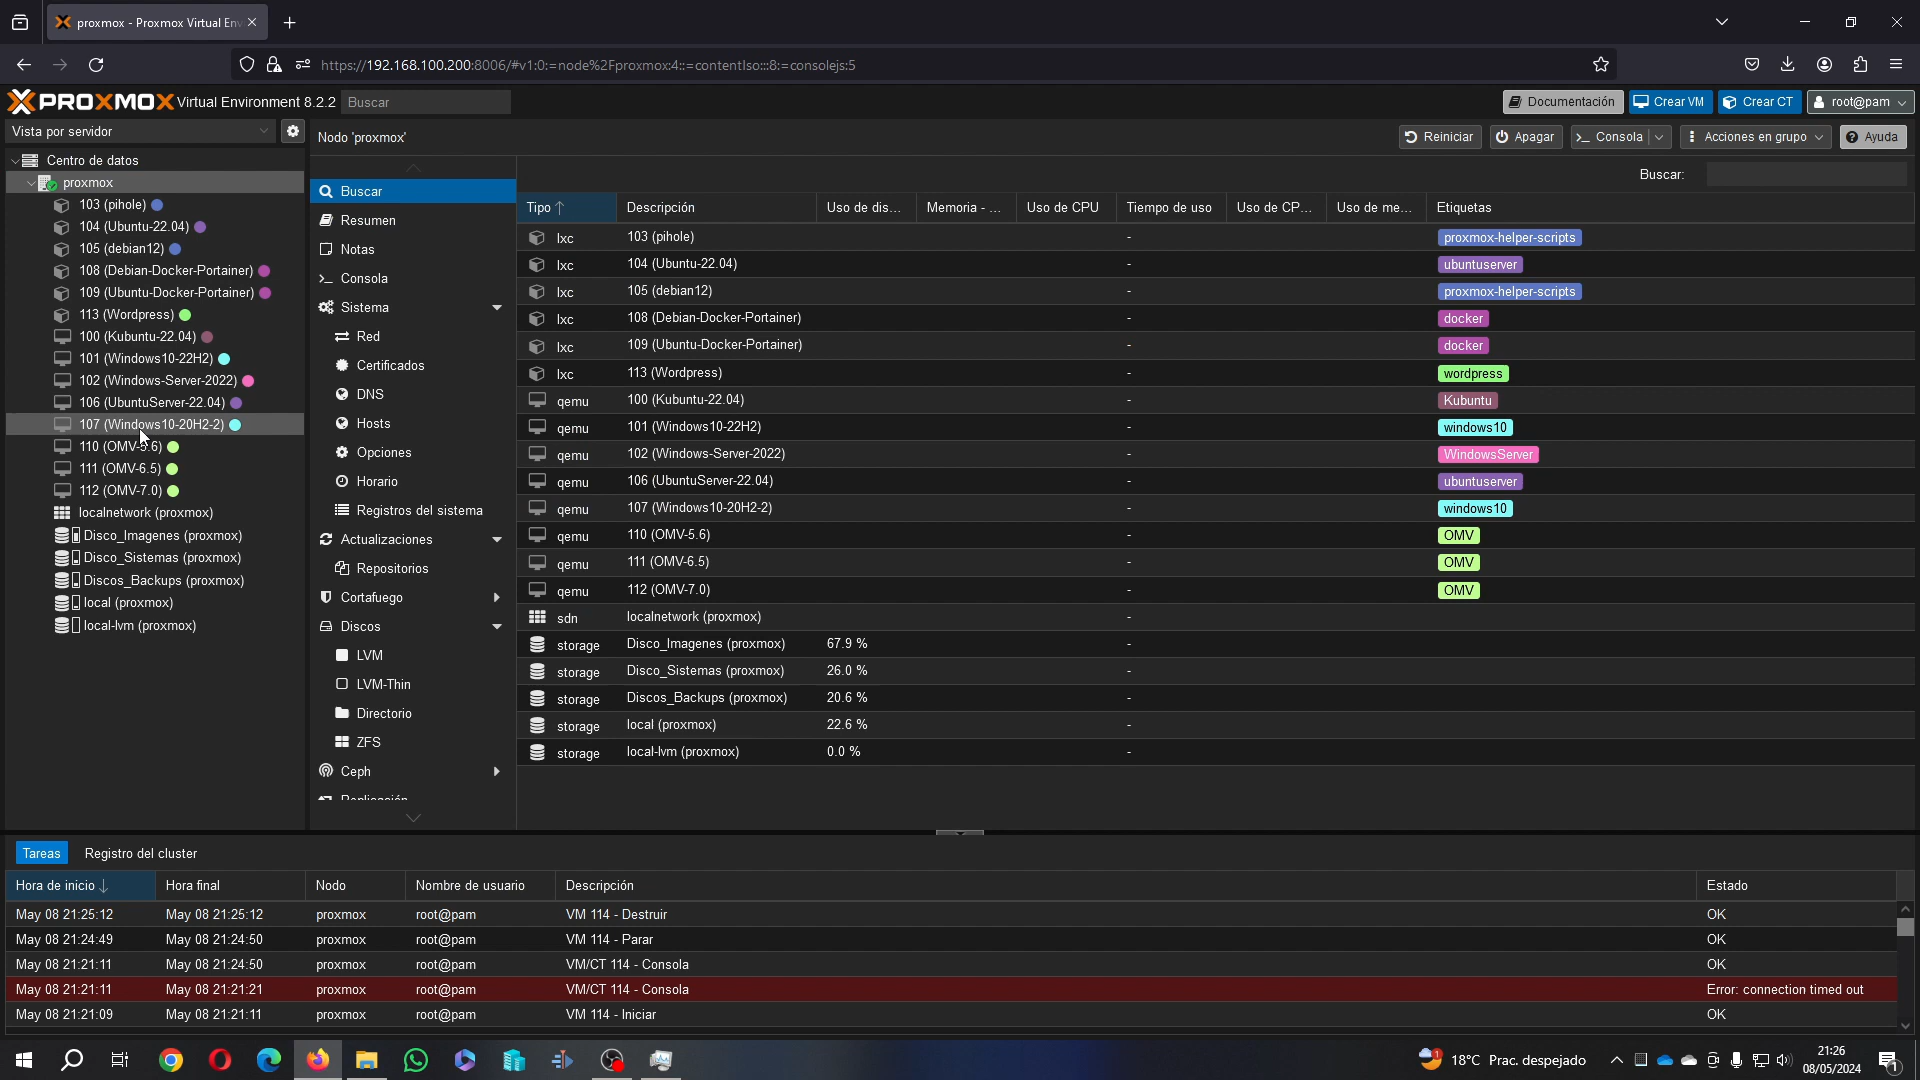 proxmox - Proxmox Virtual Env
https://192.168.100.200:8006/#v1:0:=node%2Fproxmox:4::=contentIso:::8:=consolejs:5
PROXMOX Virtual Environment 8.2.2 Buscar
Documentación Crear VM Crear CT root@pam
Vista por servidor
Nodo 'proxmox'
Reiniciar Apagar Consola Acciones en grupo Ayuda
Centro de datos
proxmox
103 (pihole)
104 (Ubuntu-22.04)
105 (debian12)
108 (Debian-Docker-Portainer)
109 (Ubuntu-Docker-Portainer)
113 (Wordpress)
100 (Kubuntu-22.04)
101 (Windows10-22H2)
102 (Windows-Server-2022)
106 (UbuntuServer-22.04)
107 (Windows10-20H2-2)
110 (OMV-5.6)
111 (OMV-6.5)
112 (OMV-7.0)
localnetwork (proxmox)
Disco_Imagenes (proxmox)
Disco_Sistemas (proxmox)
Discos_Backups (proxmox)
local (proxmox)
local-lvm (proxmox)
Buscar
Resumen
Notas
Consola
Sistema
Red
Certificados
DNS
Hosts
Opciones
Horario
Registros del sistema
Actualizaciones
Repositorios
Cortafuego
Discos
LVM
LVM-Thin
Directorio
ZFS
Ceph
Replicación
Buscar:
Tipo Descripción Uso de dis... Memoria - ... Uso de CPU Tiempo de uso Uso de CP... Uso de me... Etiquetas
lxc 103 (pihole) - proxmox-helper-scripts
lxc 104 (Ubuntu-22.04) - ubuntuserver
lxc 105 (debian12) - proxmox-helper-scripts
lxc 108 (Debian-Docker-Portainer) - docker
lxc 109 (Ubuntu-Docker-Portainer) - docker
lxc 113 (Wordpress) - wordpress
qemu 100 (Kubuntu-22.04) - Kubuntu
qemu 101 (Windows10-22H2) - windows10
qemu 102 (Windows-Server-2022) - WindowsServer
qemu 106 (UbuntuServer-22.04) - ubuntuserver
qemu 107 (Windows10-20H2-2) - windows10
qemu 110 (OMV-5.6) - OMV
qemu 111 (OMV-6.5) - OMV
qemu 112 (OMV-7.0) - OMV
sdn localnetwork (proxmox) -
storage Disco_Imagenes (proxmox) 67.9 % -
storage Disco_Sistemas (proxmox) 26.0 % -
storage Discos_Backups (proxmox) 20.6 % -
storage local (proxmox) 22.6 % -
storage local-lvm (proxmox) 0.0 % -
Tareas Registro del cluster
Hora de inicio Hora final Nodo Nombre de usuario Descripción Estado
May 08 21:25:12 May 08 21:25:12 proxmox root@pam VM 114 - Destruir OK
May 08 21:24:49 May 08 21:24:50 proxmox root@pam VM 114 - Parar OK
May 08 21:21:11 May 08 21:24:50 proxmox root@pam VM/CT 114 - Consola OK
May 08 21:21:11 May 08 21:21:21 proxmox root@pam VM/CT 114 - Consola Error: connection timed out
May 08 21:21:09 May 08 21:21:11 proxmox root@pam VM 114 - Iniciar OK
1 18°C Prac. despejado
21:26
08/05/2024
1